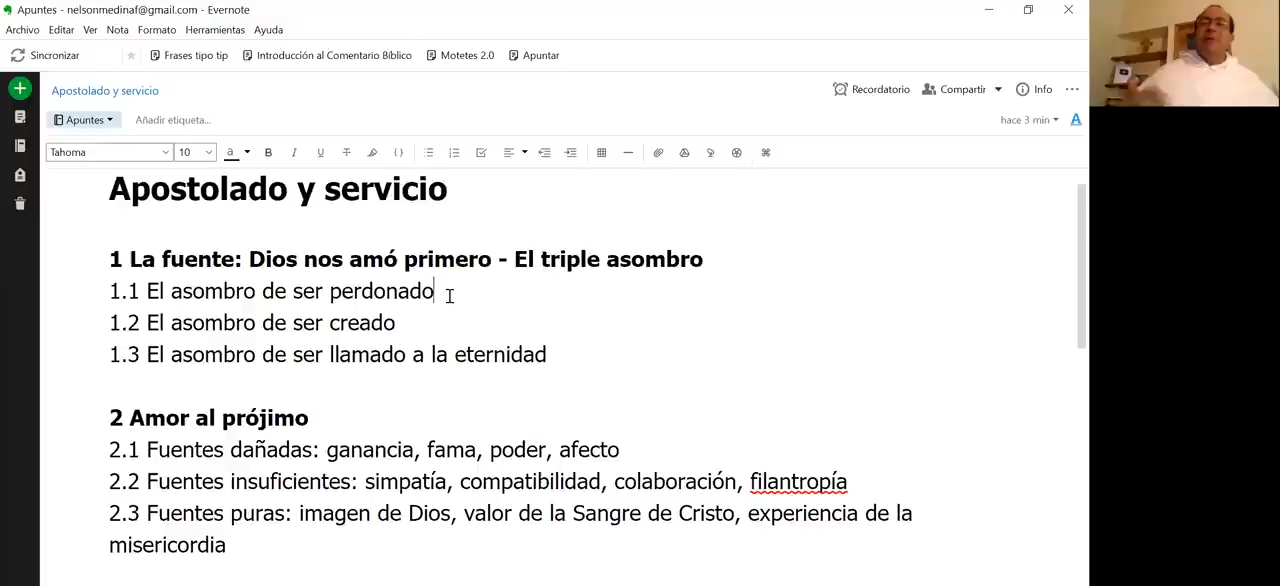 Apuntes - nelsonmedinaf@gmail.com - Evernote
Archivo Editar Ver Nota Formato Herramientas Ayuda
Sincronizar Frases tipo tip Introducción al Comentario Bíblico Motetes 2.0 Apuntar
Apostolado y servicio Recordatorio Compartir Info
Apuntes Añadir etiqueta... hace 3 min A
Tahoma 10 a B I U T
Apostolado y servicio
1 La fuente: Dios nos amó primero - El triple asombro
1.1 El asombro de ser perdonado
1.2 El asombro de ser creado
1.3 El asombro de ser llamado a la eternidad
2 Amor al prójimo
2.1 Fuentes dañadas: ganancia, fama, poder, afecto
2.2 Fuentes insuficientes: simpatía, compatibilidad, colaboración, filantropía
2.3 Fuentes puras: imagen de Dios, valor de la Sangre de Cristo, experiencia de la
misericordia